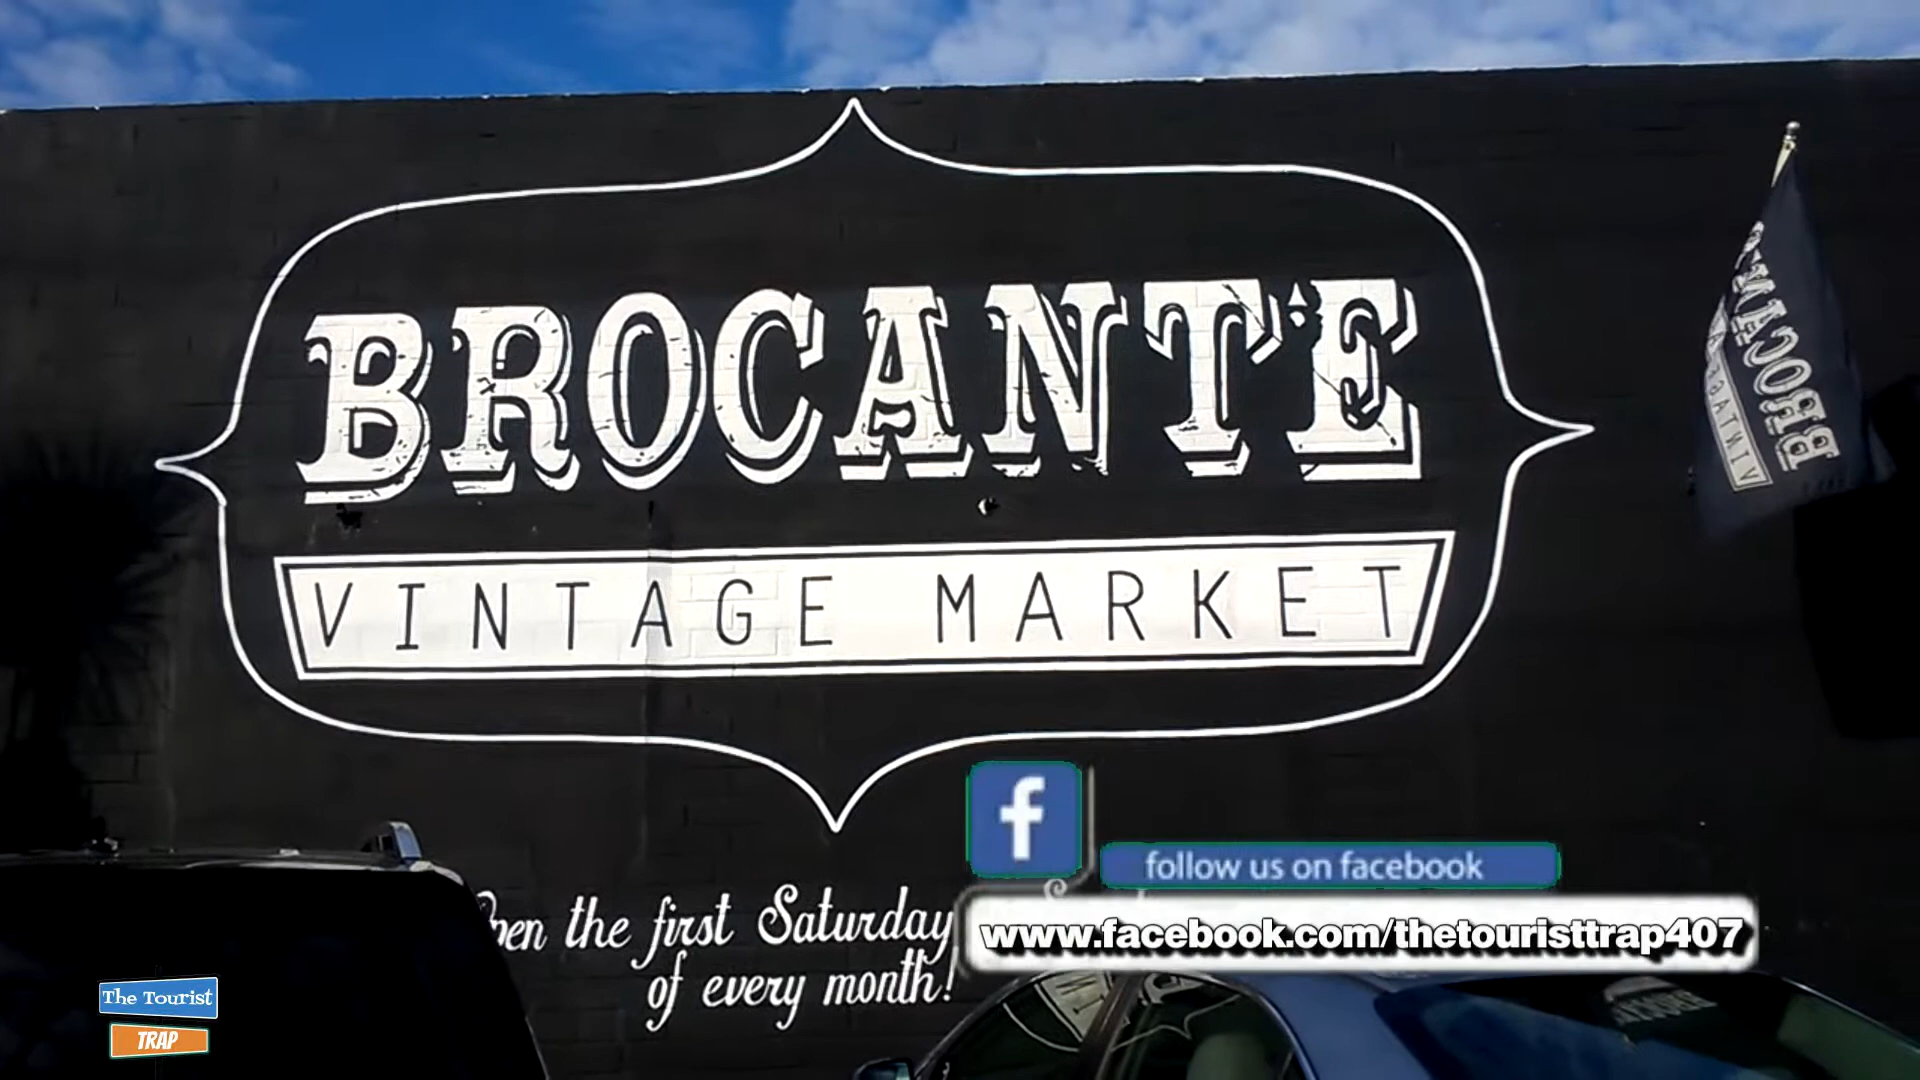 BROCANTE
VINTAGE MARKET
BROCANTE
follow us on facebook
the first Saturday
www.facebook.com/thetouristtrap407
of every month!
The Tourist
TRAP